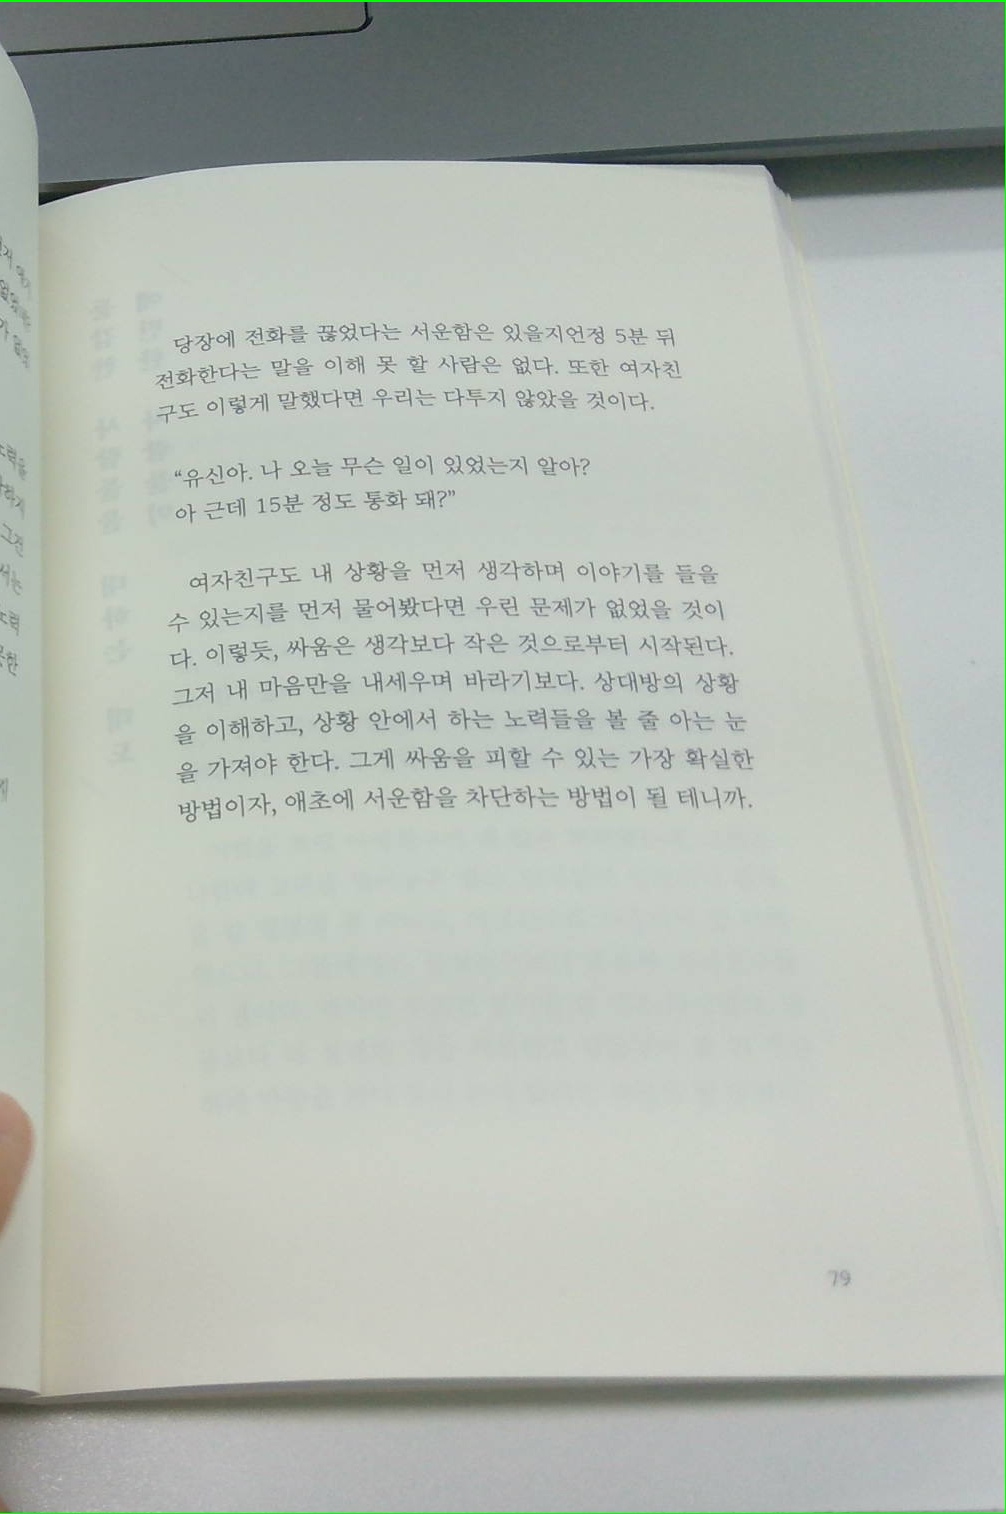 당장에 전화를 끊었다는 서운함은 있을지언정 5분 뒤
전화한다는 말을 이해 못 할 사람은 없다. 또한 여자친
구도 이렇게 말했다면 우리는 다투지 않았을 것이다.
“유신아. 나 오늘 무슨 일이 있었는지 알아?
아 근데 15분 정도 통화 돼?”
여자친구도 내 상황을 먼저 생각하며 이야기를 들을
수 있는지를 먼저 물어봤다면 우린 문제가 없었을 것이
다. 이렇듯, 싸움은 생각보다 작은 것으로부터 시작된다.
그저 내 마음만을 내세우며 바라기보다. 상대방의 상황
을 이해하고, 상황 안에서 하는 노력들을 볼 줄 아는 눈
을 가져야 한다. 그게 싸움을 피할 수 있는 가장 확실한
방법이자, 애초에 서운함을 차단하는 방법이 될 테니까.
79